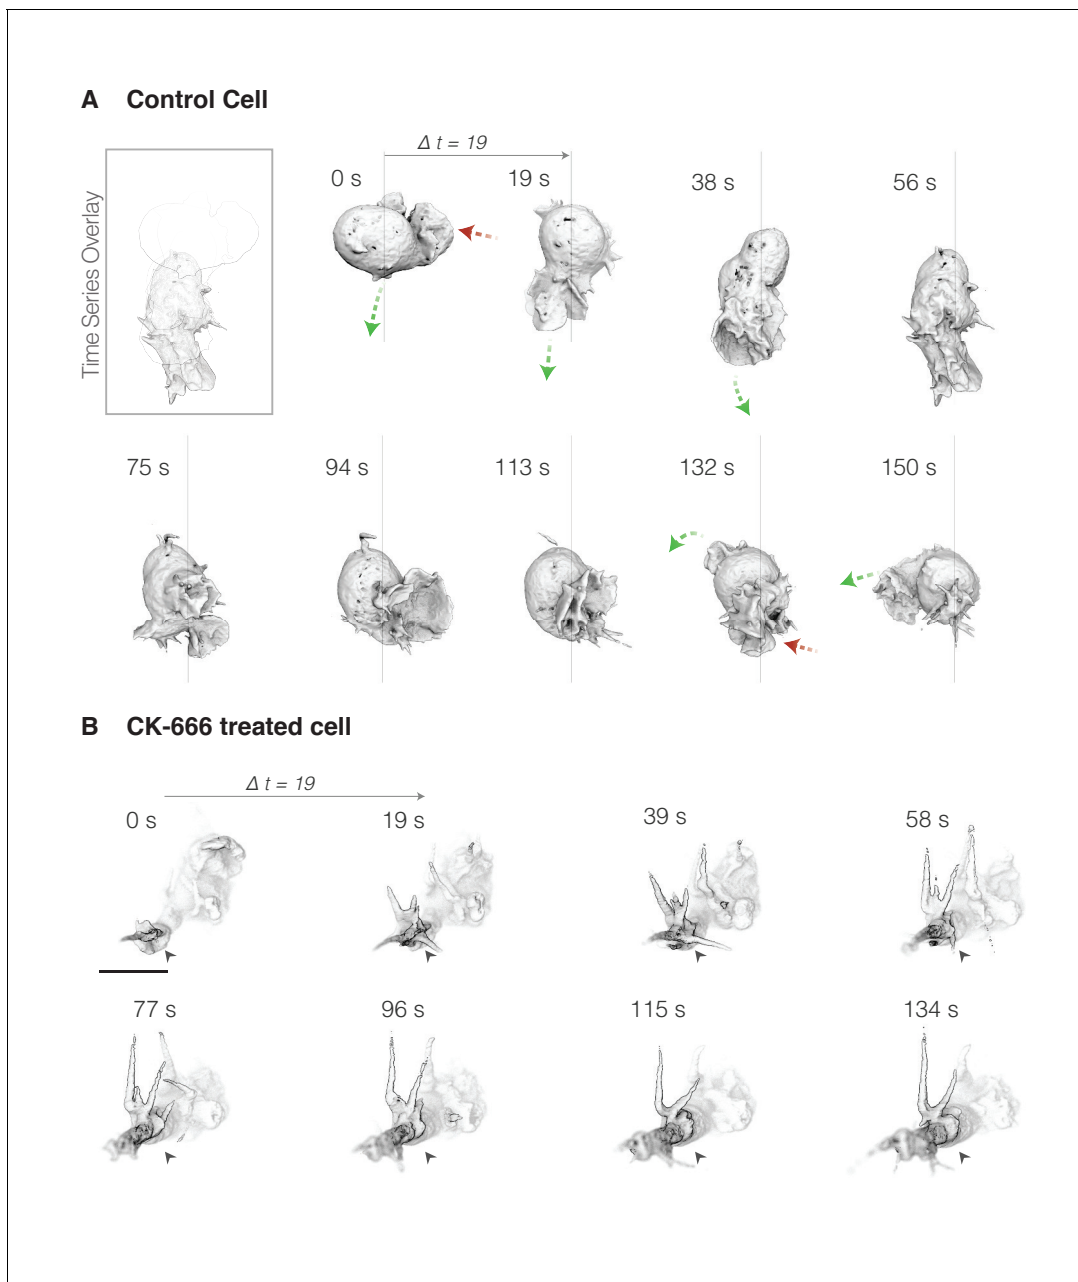 A Control Cell
Time Series Overlay
Δ t = 19
0 s
19 s
38 s
56 s
75 s
94 s
113 s
132 s
150 s
B CK-666 treated cell
Δ t = 19
0 s
19 s
39 s
58 s
77 s
96 s
115 s
134 s